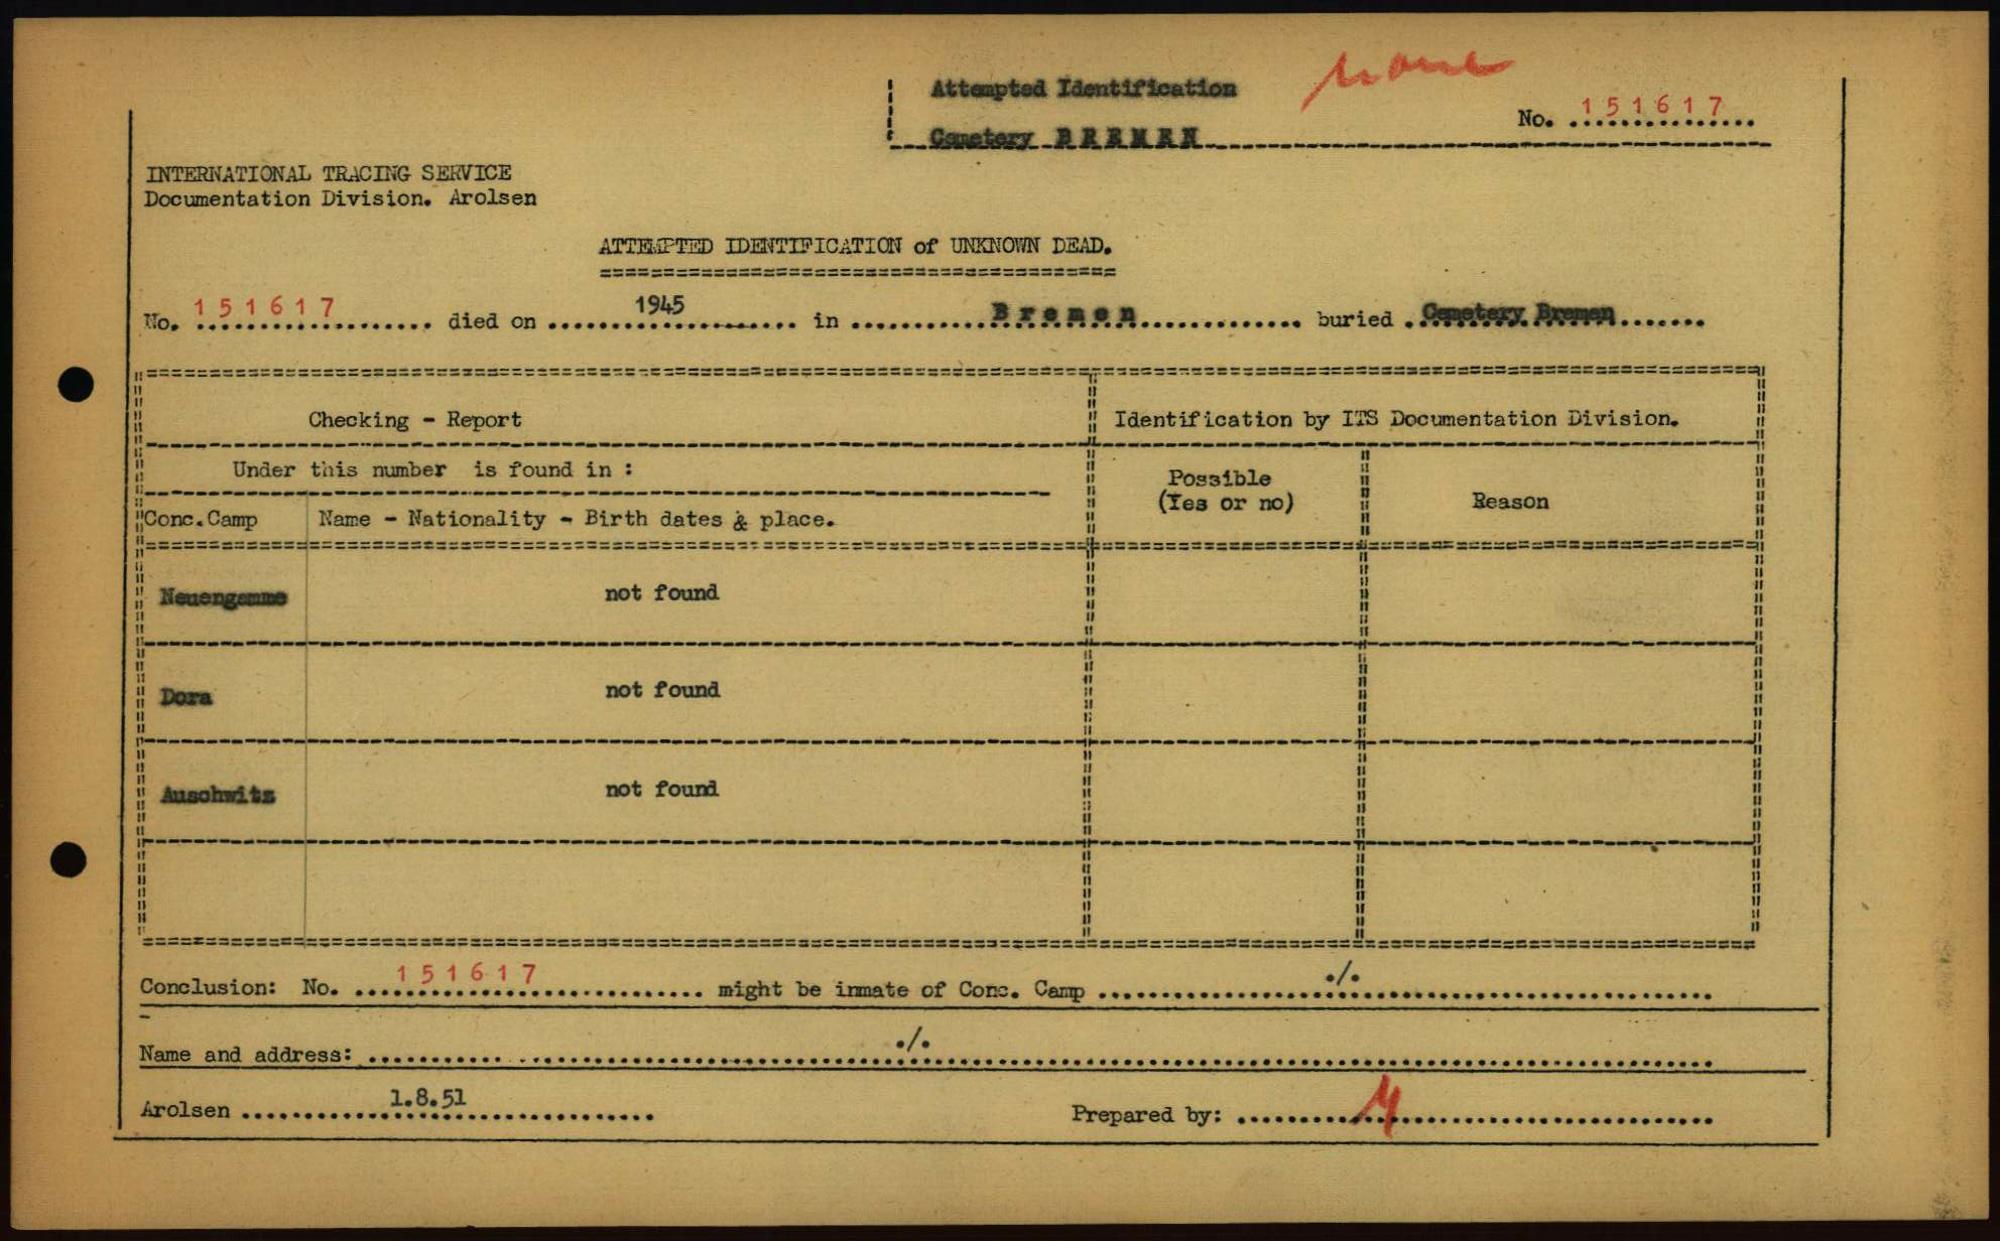 none
Attempted Identification
No. 151617
Cemetery BREMEN
INTERNATIONAL TRACING SERVICE
Documentation Division. Arolsen
ATTEMPTED IDENTIFICATION of UNKNOWN DEAD.
No. 151617 died on 1945 in Bremen buried Cemetery Bremen
Checking - Report
Identification by ITS Documentation Division.
Under this number is found in :
Possible
(Yes or no)
Reason
Conc.Camp Name - Nationality - Birth dates & place.
Neuengamme not found
Dora not found
Auschwitz not found
Conclusion: No. 151617 might be inmate of Conc. Camp ./.
Name and address: ./.
Arolsen 1.8.51 Prepared by: